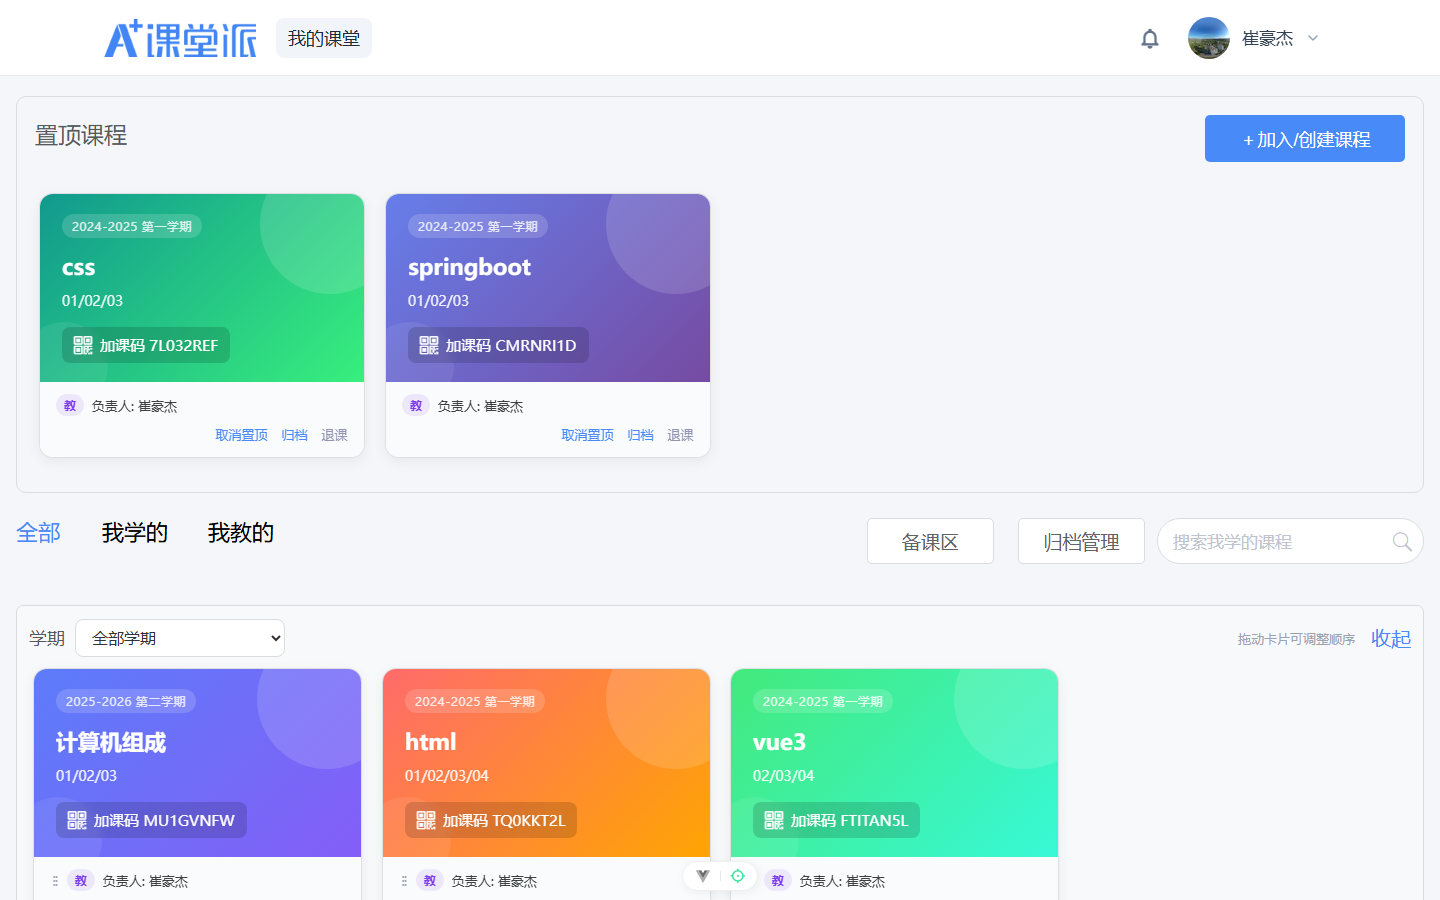 A+课堂派
我的课堂
崔豪杰
置顶课程
+ 加入/创建课程
2024-2025 第一学期
css
01/02/03
加课码 7L032REF
教 负责人: 崔豪杰
取消置顶 归档 退课
2024-2025 第一学期
springboot
01/02/03
加课码 CMRNRI1D
教 负责人: 崔豪杰
取消置顶 归档 退课
全部 我学的 我教的
备课区 归档管理 搜索我学的课程
学期 全部学期
拖动卡片可调整顺序 收起
2025-2026 第二学期
计算机组成
01/02/03
加课码 MU1GVNFW
教 负责人: 崔豪杰
2024-2025 第一学期
html
01/02/03/04
加课码 TQ0KKT2L
教 负责人: 崔豪杰
2024-2025 第一学期
vue3
02/03/04
加课码 FTITAN5L
教 负责人: 崔豪杰